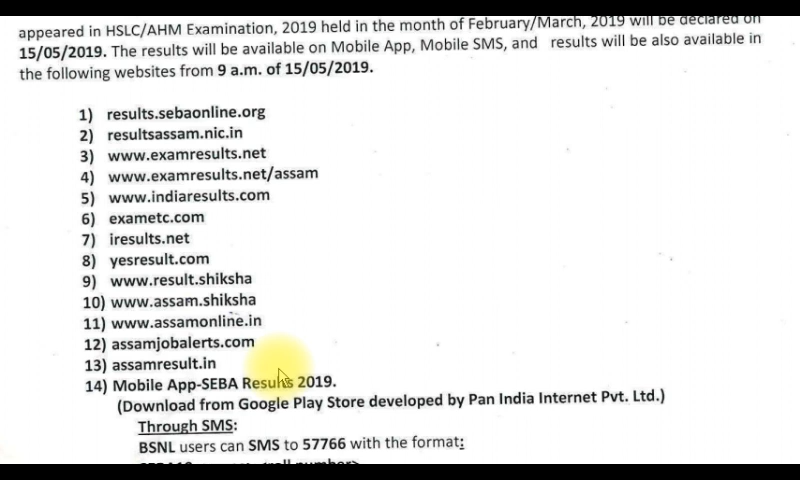 appeared in HSLC/AHM Examination, 2019 held in the month of February/March, 2019 will be declared on
15/05/2019. The results will be available on Mobile App, Mobile SMS, and results will be also available in
the following websites from 9 a.m. of 15/05/2019.
1) results.sebaonline.org
2) resultsassam.nic.in
3) www.examresults.net
4) www.examresults.net/assam
5) www.indiaresults.com
6) exametc.com
7) iresults.net
8) yesresult.com
9) www.result.shiksha
10) www.assam.shiksha
11) www.assamonline.in
12) assamjobalerts.com
13) assamresult.in
14) Mobile App-SEBA Results 2019.
(Download from Google Play Store developed by Pan India Internet Pvt. Ltd.)
Through SMS:
BSNL users can SMS to 57766 with the format: